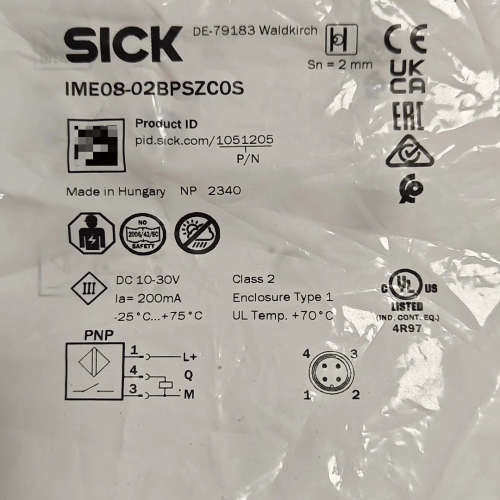 SICK
DE-79183 Waldkirch
Sn = 2 mm
CE
IME08-02BPSZC0S
UK
CA
EAC
Product ID
pid.sick.com/1051205
P/N
Made in Hungary NP 2340
NO
2006/42/EC
SAFETY
III
DC 10-30V
Ia= 200mA
-25°C...+75°C
Class 2
Enclosure Type 1
UL Temp. +70°C
C UL US
LISTED
(IND. CONT. EQ.)
4R97
PNP
1 L+
4 Q
3 M
4 3
1 2